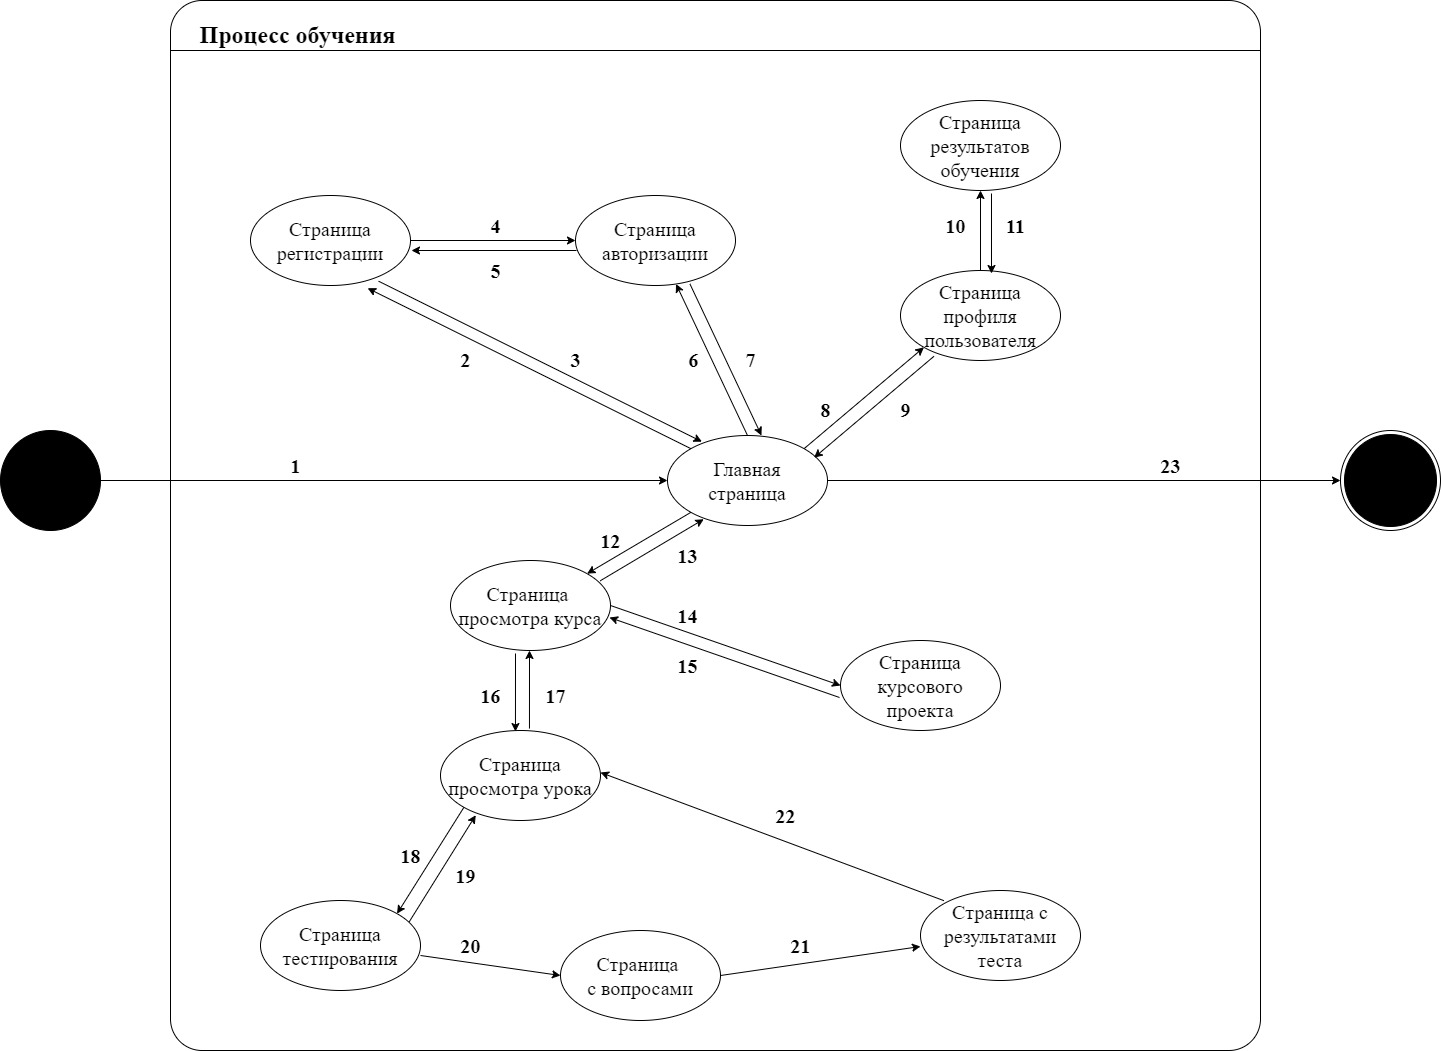 Процесс обучения
Страница
результатов
обучения
Страница
регистрации
4
5
Страница
авторизации
10
11
Страница
профиля
пользователя
2
3
6
7
8
9
1
Главная
страница
23
12
13
Страница
просмотра курса
14
15
Страница
курсового
проекта
16
17
Страница
просмотра урока
22
18
19
Страница
тестирования
20
Страница
с вопросами
21
Страница с
результатами
теста